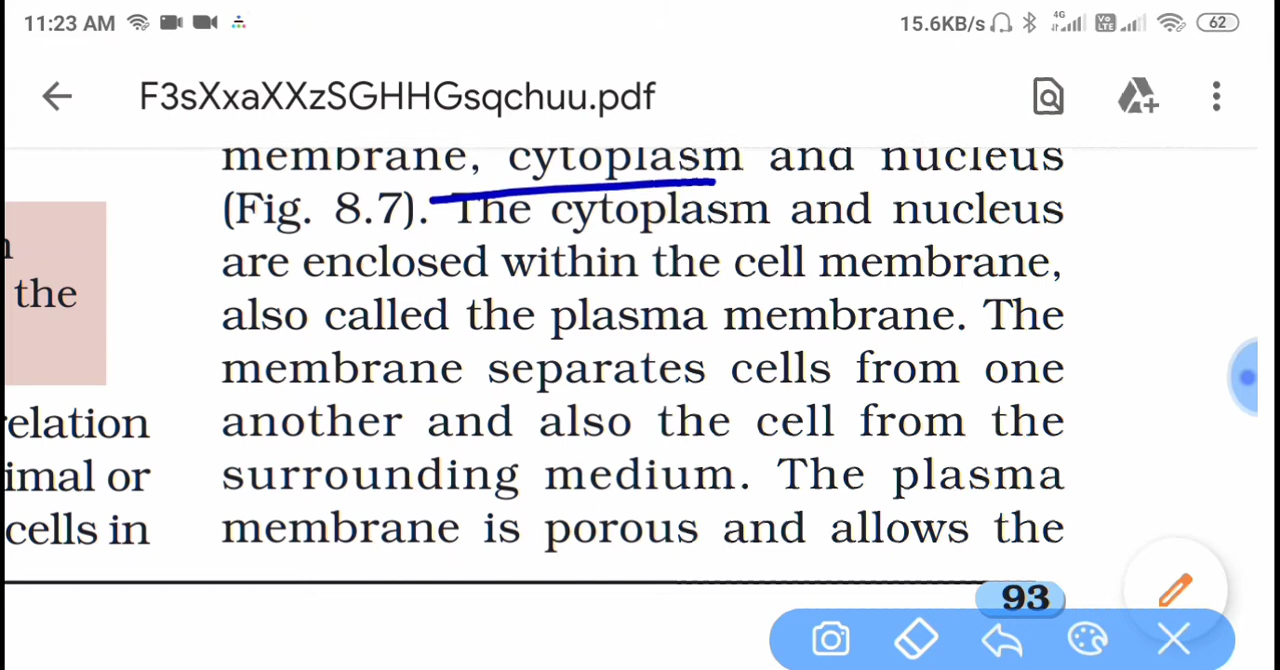 11:23 AM
15.6KB/s 4G Vo LTE 62
F3sXxaXXzSGHHGsqchuu.pdf
membrane, cytoplasm and nucleus
(Fig. 8.7). The cytoplasm and nucleus
are enclosed within the cell membrane,
also called the plasma membrane. The
membrane separates cells from one
another and also the cell from the
surrounding medium. The plasma
membrane is porous and allows the
the
elation
imal or
cells in
93